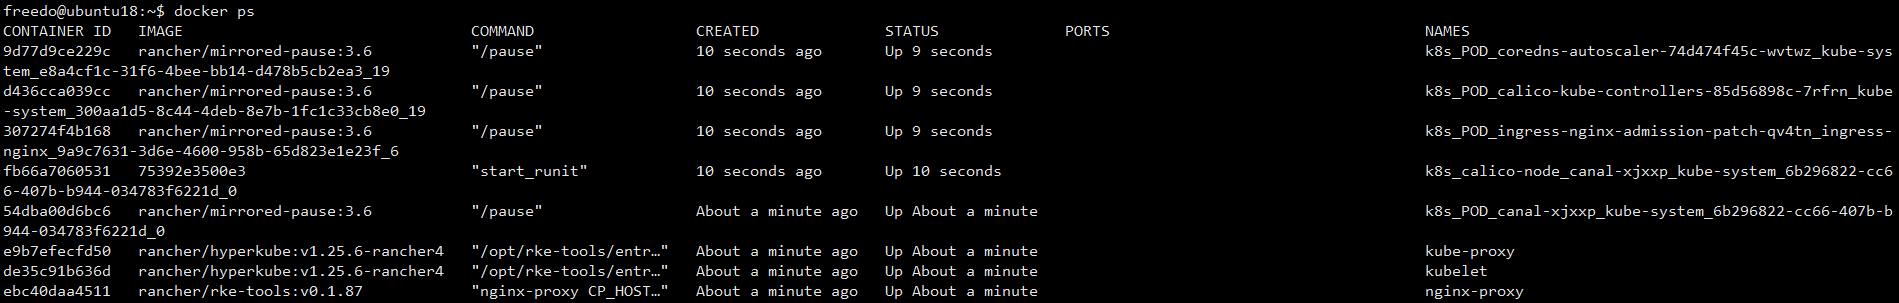 freedo@ubuntu18:~$ docker ps
CONTAINER ID   IMAGE                                    COMMAND                  CREATED              STATUS                PORTS                                   NAMES
9d77d9ce229c   rancher/mirrored-pause:3.6               "/pause"                 10 seconds ago       Up 9 seconds                                                  k8s_POD_coredns-autoscaler-74d474f45c-wvtwz_kube-sys
tem_e8a4cf1c-31f6-4bee-bb14-d478b5cb2ea3_19
d436cca039cc   rancher/mirrored-pause:3.6               "/pause"                 10 seconds ago       Up 9 seconds                                                  k8s_POD_calico-kube-controllers-85d56898c-7rfrn_kube
-system_300aa1d5-8c44-4deb-8e7b-1fc1c33cb8e0_19
307274f4b168   rancher/mirrored-pause:3.6               "/pause"                 10 seconds ago       Up 9 seconds                                                  k8s_POD_ingress-nginx-admission-patch-qv4tn_ingress-
nginx_9a9c7631-3d6e-4600-958b-65d823e1e23f_6
fb66a7060531   75392e3500e3                             "start_runit"            10 seconds ago       Up 10 seconds                                                 k8s_calico-node_canal-xjxxp_kube-system_6b296822-cc6
6-407b-b944-034783f6221d_0
54dba00d6bc6   rancher/mirrored-pause:3.6               "/pause"                 About a minute ago   Up About a minute                                             k8s_POD_canal-xjxxp_kube-system_6b296822-cc66-407b-b
944-034783f6221d_0
e9b7efecfd50   rancher/hyperkube:v1.25.6-rancher4       "/opt/rke-tools/entr…"   About a minute ago   Up About a minute                                             kube-proxy
de35c91b636d   rancher/hyperkube:v1.25.6-rancher4       "/opt/rke-tools/entr…"   About a minute ago   Up About a minute                                             kubelet
ebc40daa4511   rancher/rke-tools:v0.1.87                "nginx-proxy CP_HOST…"   About a minute ago   Up About a minute                                             nginx-proxy